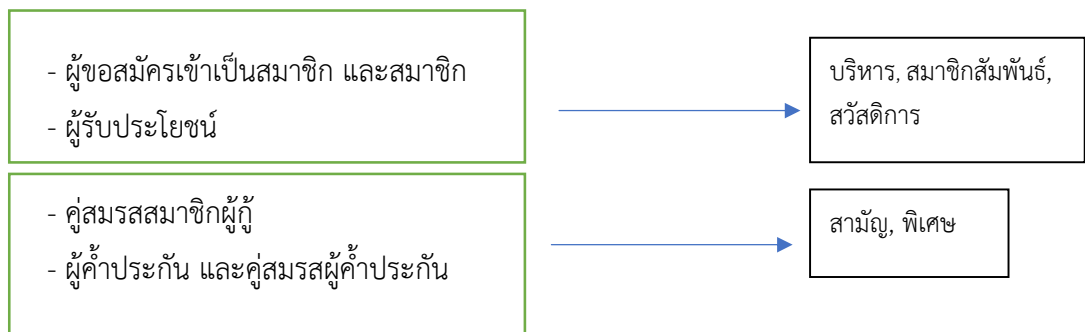 - ผู้ขอสมัครเข้าเป็นสมาชิก และสมาชิก
- ผู้รับประโยชน์
บริหาร, สมาชิกสัมพันธ์,
สวัสดิการ
- คู่สมรสสมาชิกผู้กู้
- ผู้ค้ำประกัน และคู่สมรสผู้ค้ำประกัน
สามัญ, พิเศษ